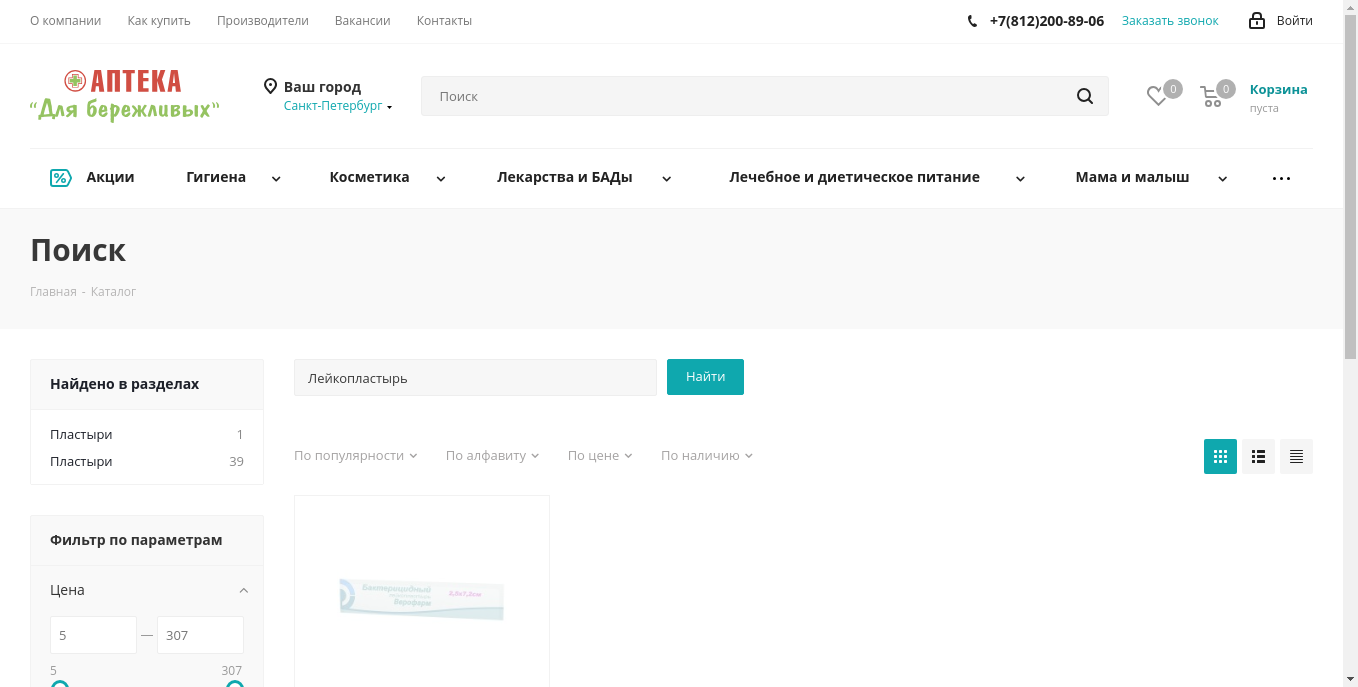 О компании
Как купить
Производители
Вакансии
Контакты
+7(812)200-89-06
Заказать звонок
Войти
АПТЕКА
“Для бережливых”
Ваш город
Санкт-Петербург
Поиск
0
0
Корзина
пуста
Акции
Гигиена
Косметика
Лекарства и БАДы
Лечебное и диетическое питание
Мама и малыш
Поиск
Главная - Каталог
Найдено в разделах
Пластыри 1
Пластыри 39
Фильтр по параметрам
Цена
5 — 307
5 307
Лейкопластырь
Найти
По популярности
По алфавиту
По цене
По наличию
Бактерицидный
Верофарм